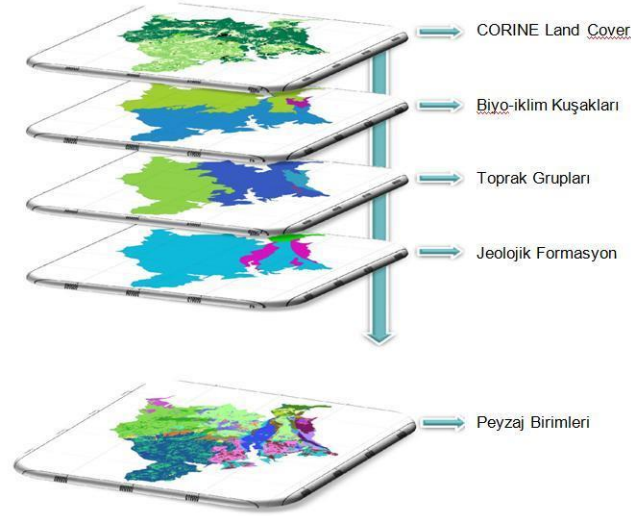 CORINE Land Cover
Biyo-iklim Kuşakları
Toprak Grupları
Jeolojik Formasyon
Peyzaj Birimleri